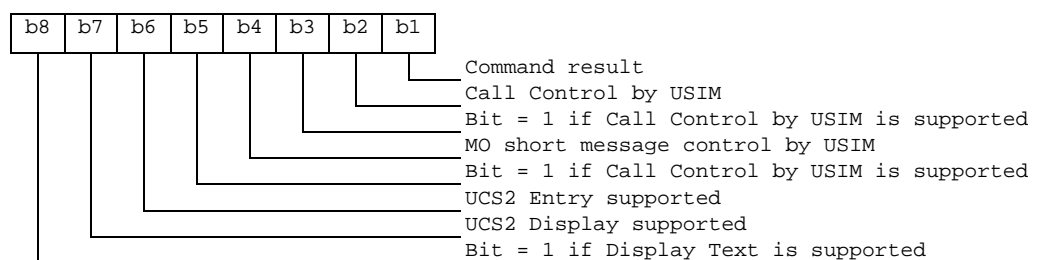 b8 b7 b6 b5 b4 b3 b2 b1
Command result
Call Control by USIM
Bit = 1 if Call Control by USIM is supported
MO short message control by USIM
Bit = 1 if Call Control by USIM is supported
UCS2 Entry supported
UCS2 Display supported
Bit = 1 if Display Text is supported